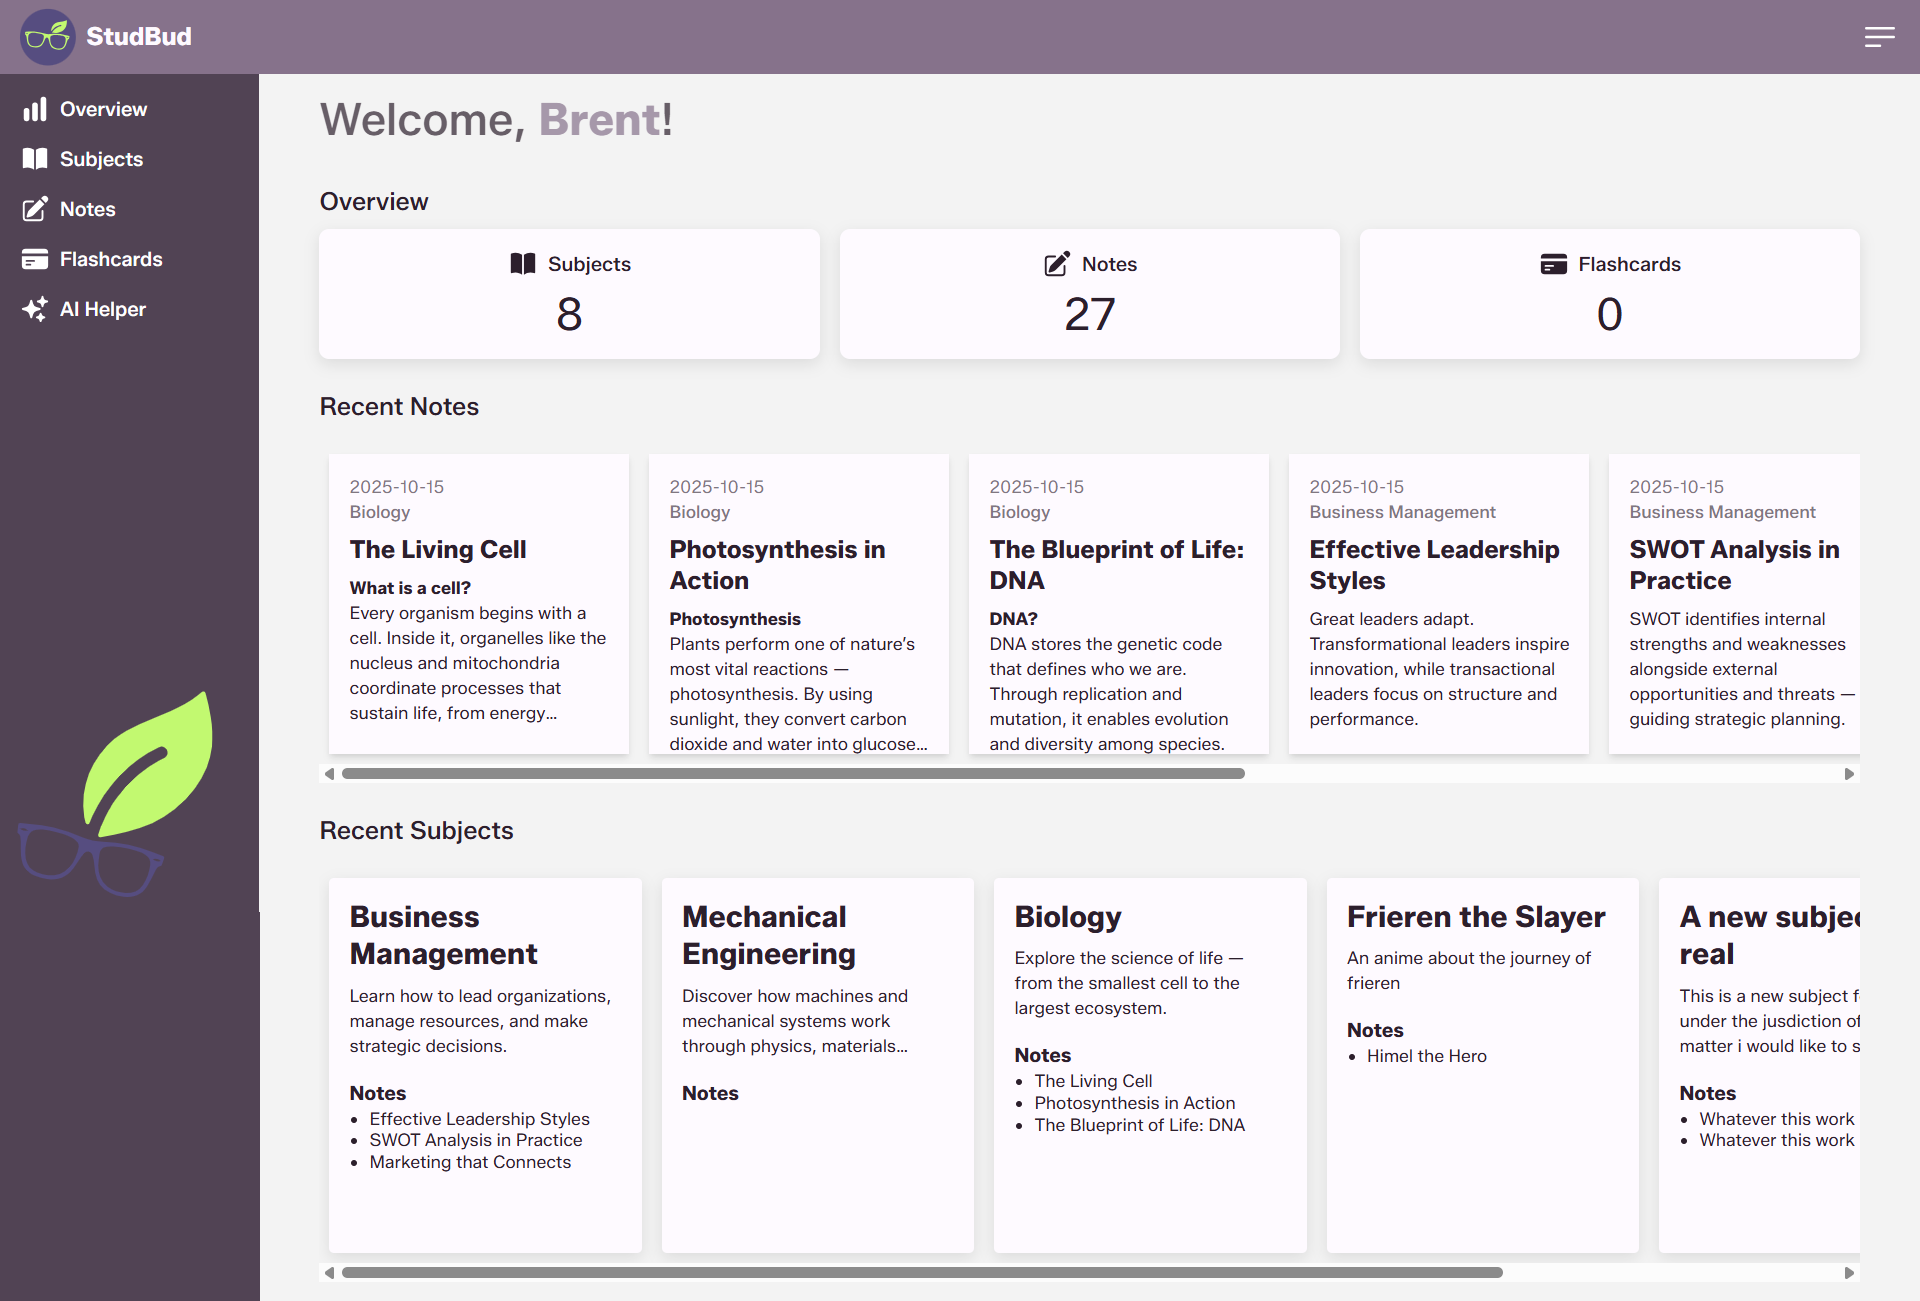 StudBud
Overview
Subjects
Notes
Flashcards
AI Helper
Welcome, Brent!
Overview
Subjects
8
Notes
27
Flashcards
0
Recent Notes
2025-10-15
Biology
The Living Cell
What is a cell?
Every organism begins with a
cell. Inside it, organelles like the
nucleus and mitochondria
coordinate processes that
sustain life, from energy...
2025-10-15
Biology
Photosynthesis in
Action
Photosynthesis
Plants perform one of nature’s
most vital reactions —
photosynthesis. By using
sunlight, they convert carbon
dioxide and water into glucose...
2025-10-15
Biology
The Blueprint of Life:
DNA
DNA?
DNA stores the genetic code
that defines who we are.
Through replication and
mutation, it enables evolution
and diversity among species.
2025-10-15
Business Management
Effective Leadership
Styles
Great leaders adapt.
Transformational leaders inspire
innovation, while transactional
leaders focus on structure and
performance.
2025-10-15
Business Management
SWOT Analysis in
Practice
SWOT identifies internal
strengths and weaknesses
alongside external
opportunities and threats —
guiding strategic planning.
Recent Subjects
Business
Management
Learn how to lead organizations,
manage resources, and make
strategic decisions.
Notes
• Effective Leadership Styles
• SWOT Analysis in Practice
• Marketing that Connects
Mechanical
Engineering
Discover how machines and
mechanical systems work
through physics, materials...
Notes
Biology
Explore the science of life —
from the smallest cell to the
largest ecosystem.
Notes
• The Living Cell
• Photosynthesis in Action
• The Blueprint of Life: DNA
Frieren the Slayer
An anime about the journey of
frieren
Notes
• Himel the Hero
A new subjec
real
This is a new subject f
under the jusdiction of
matter i would like to s
Notes
• Whatever this work
• Whatever this work